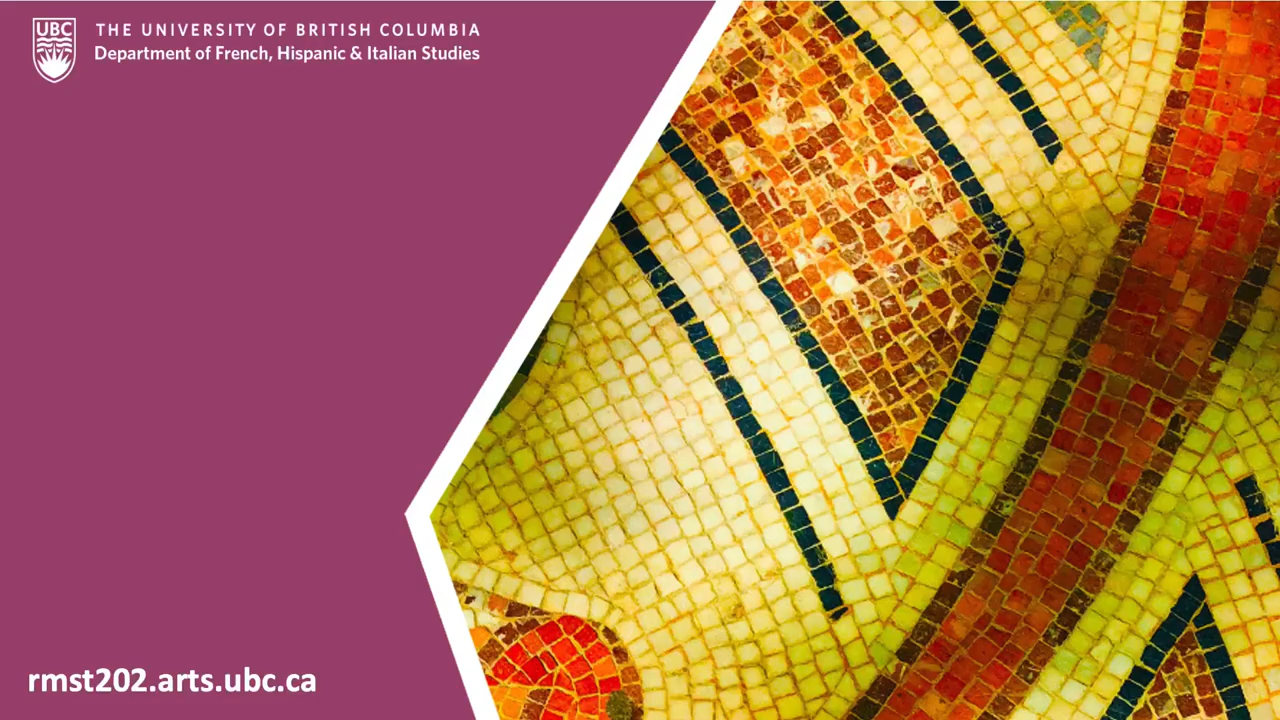 UBC
THE UNIVERSITY OF BRITISH COLUMBIA
Department of French, Hispanic & Italian Studies
rmst202.arts.ubc.ca